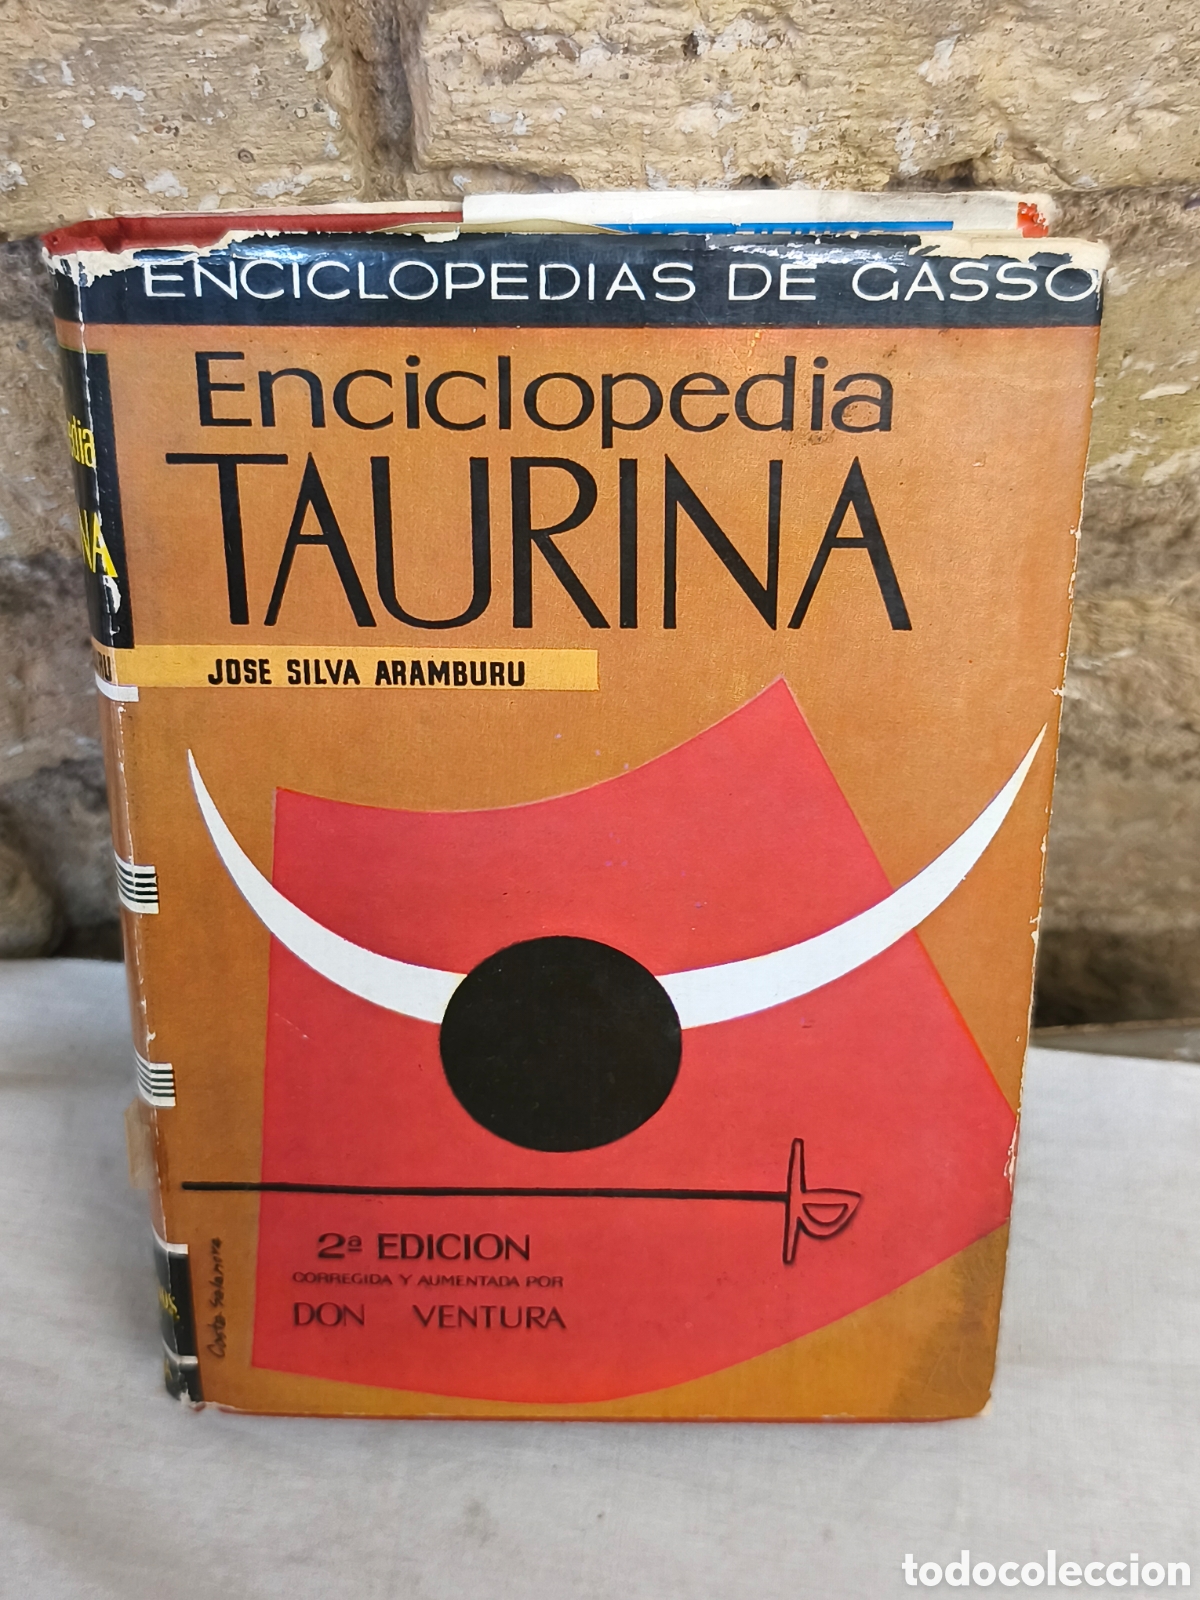 ENCICLOPEDIAS DE GASSO
Enciclopedia
TAURINA
JOSE SILVA ARAMBURU
2ª EDICION
CORREGIDA Y AUMENTADA POR
DON VENTURA
todocoleccion